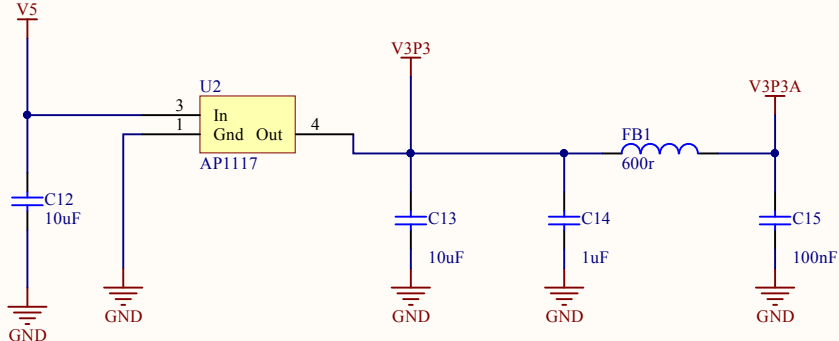 V5
V3P3
V3P3A
U2
3
In
1
Gnd Out
4
AP1117
FB1
600r
C12
10uF
C13
10uF
C14
1uF
C15
100nF
GND
GND
GND
GND
GND